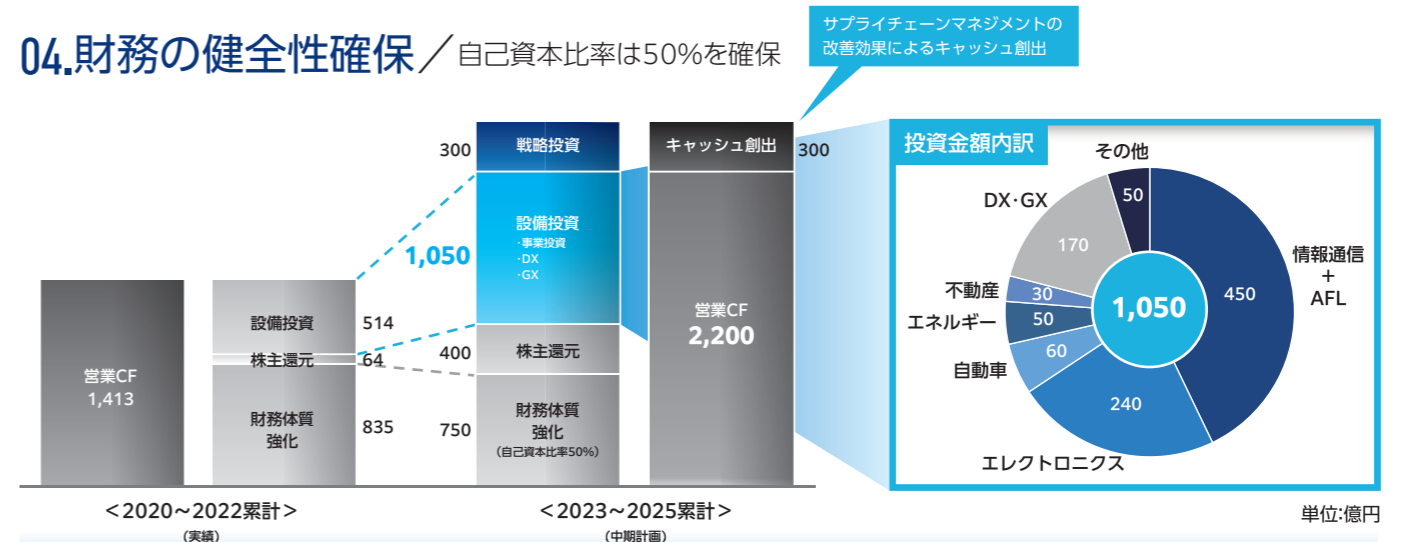 04.財務の健全性確保／自己資本比率は50%を確保
サプライチェーンマネジメントの
改善効果によるキャッシュ創出
営業CF
1,413
設備投資
514
株主還元
64
財務体質
強化
835
<2020～2022累計>
(実績)
300
戦略投資
1,050
設備投資
・事業投資
・DX
・GX
400
株主還元
750
財務体質
強化
(自己資本比率50%)
キャッシュ創出
300
営業CF
2,200
<2023～2025累計>
(中期計画)
投資金額内訳
その他
50
DX・GX
170
不動産
30
エネルギー
50
自動車
60
エレクトロニクス
240
情報通信
+
AFL
450
1,050
単位:億円